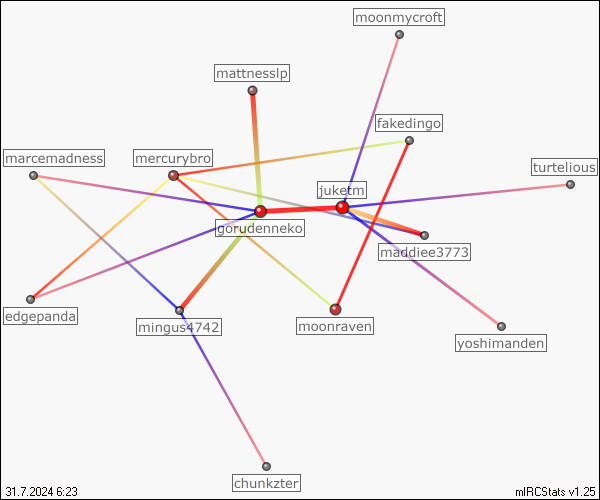 moonmycroft
mattnesslp
fakedingo
marcemadness
mercurybro
turtelious
juketm
gorudenneko
maddiee3773
edgepanda
mingus4742
moonraven
yoshimanden
chunkzter
31.7.2024 6:23
mIRCStats v1.25